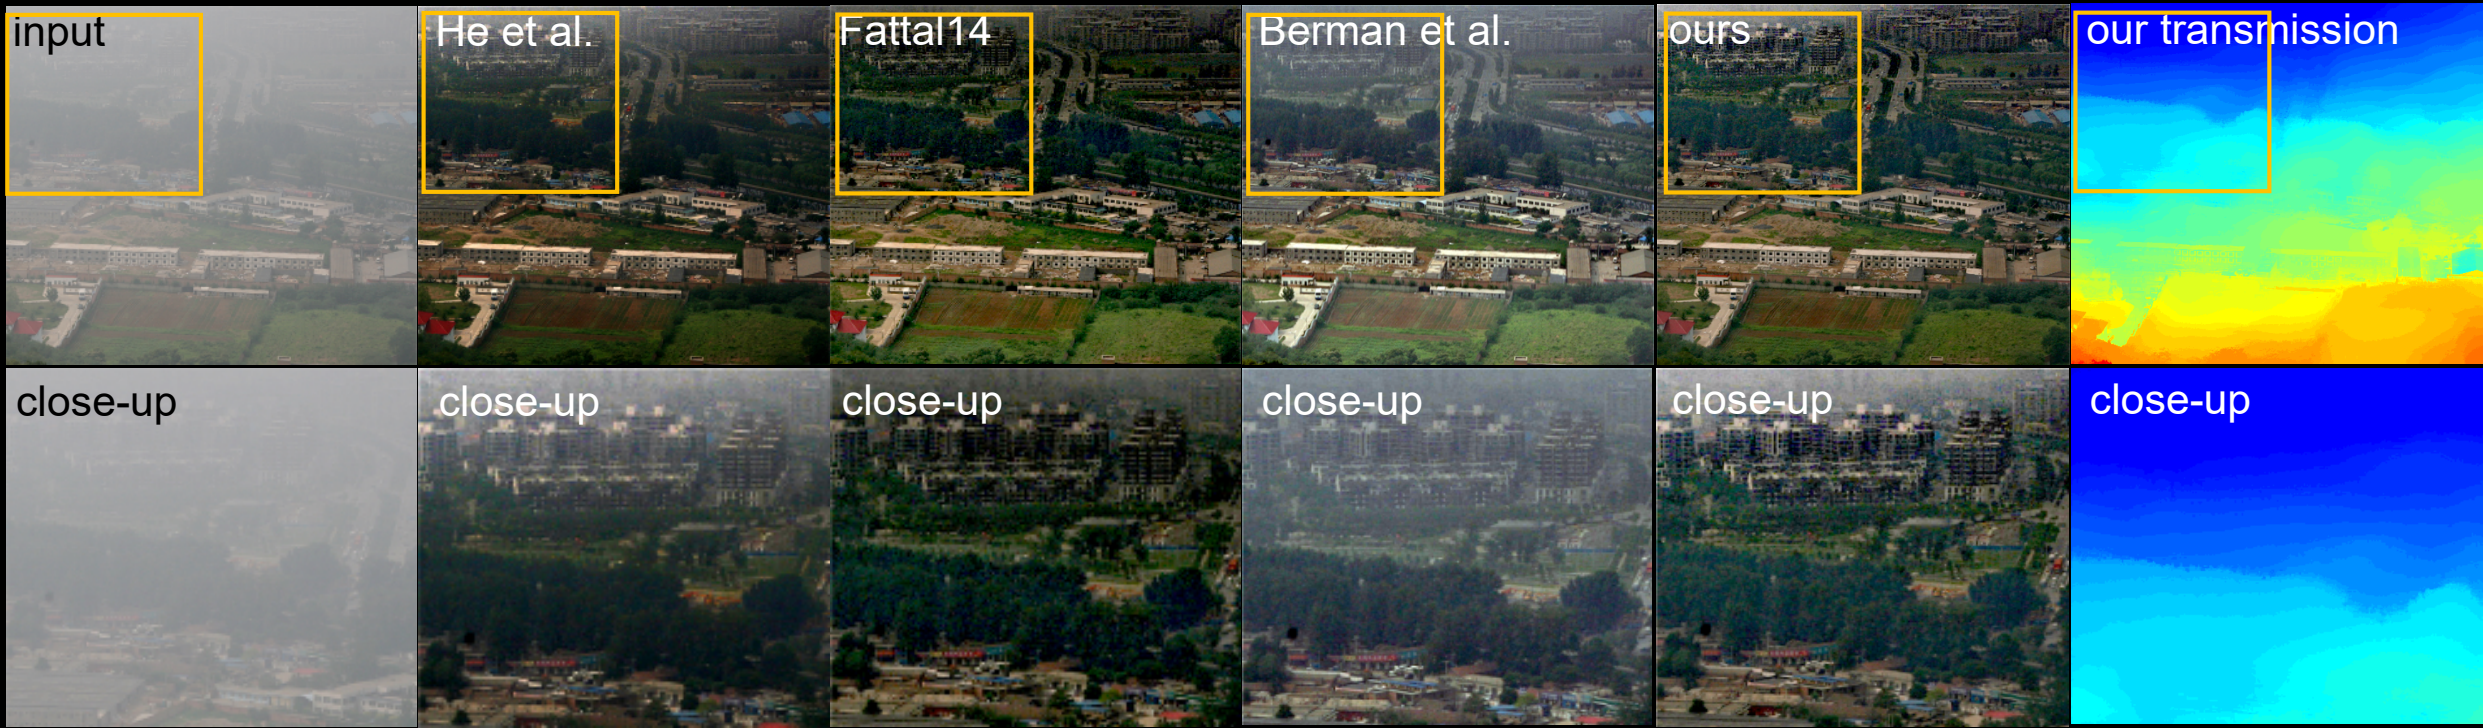 input
He et al.
Fattal14
Berman et al.
ours
our transmission
close-up
close-up
close-up
close-up
close-up
close-up